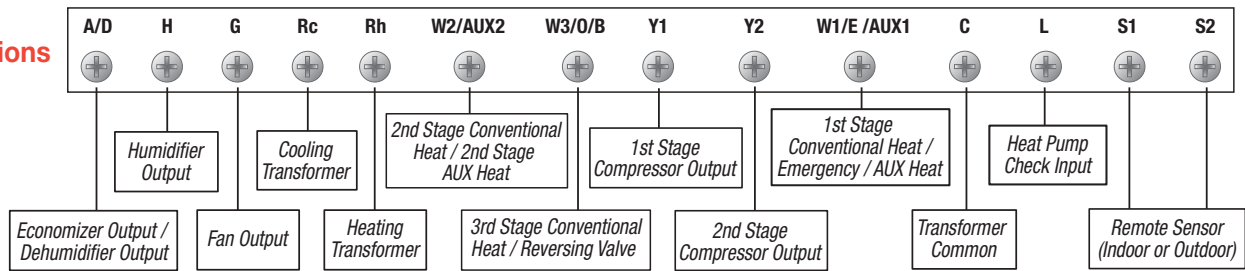 ions
A/D H G Rc Rh W2/AUX2 W3/O/B Y1 Y2 W1/E /AUX1 C L S1 S2
Humidifier
Output
Cooling
Transformer
2nd Stage Conventional
Heat / 2nd Stage
AUX Heat
1st Stage
Compressor Output
1st Stage
Conventional Heat /
Emergency / AUX Heat
Heat Pump
Check Input
Economizer Output /
Dehumidifier Output
Fan Output
Heating
Transformer
3rd Stage Conventional
Heat / Reversing Valve
2nd Stage
Compressor Output
Transformer
Common
Remote Sensor
(Indoor or Outdoor)